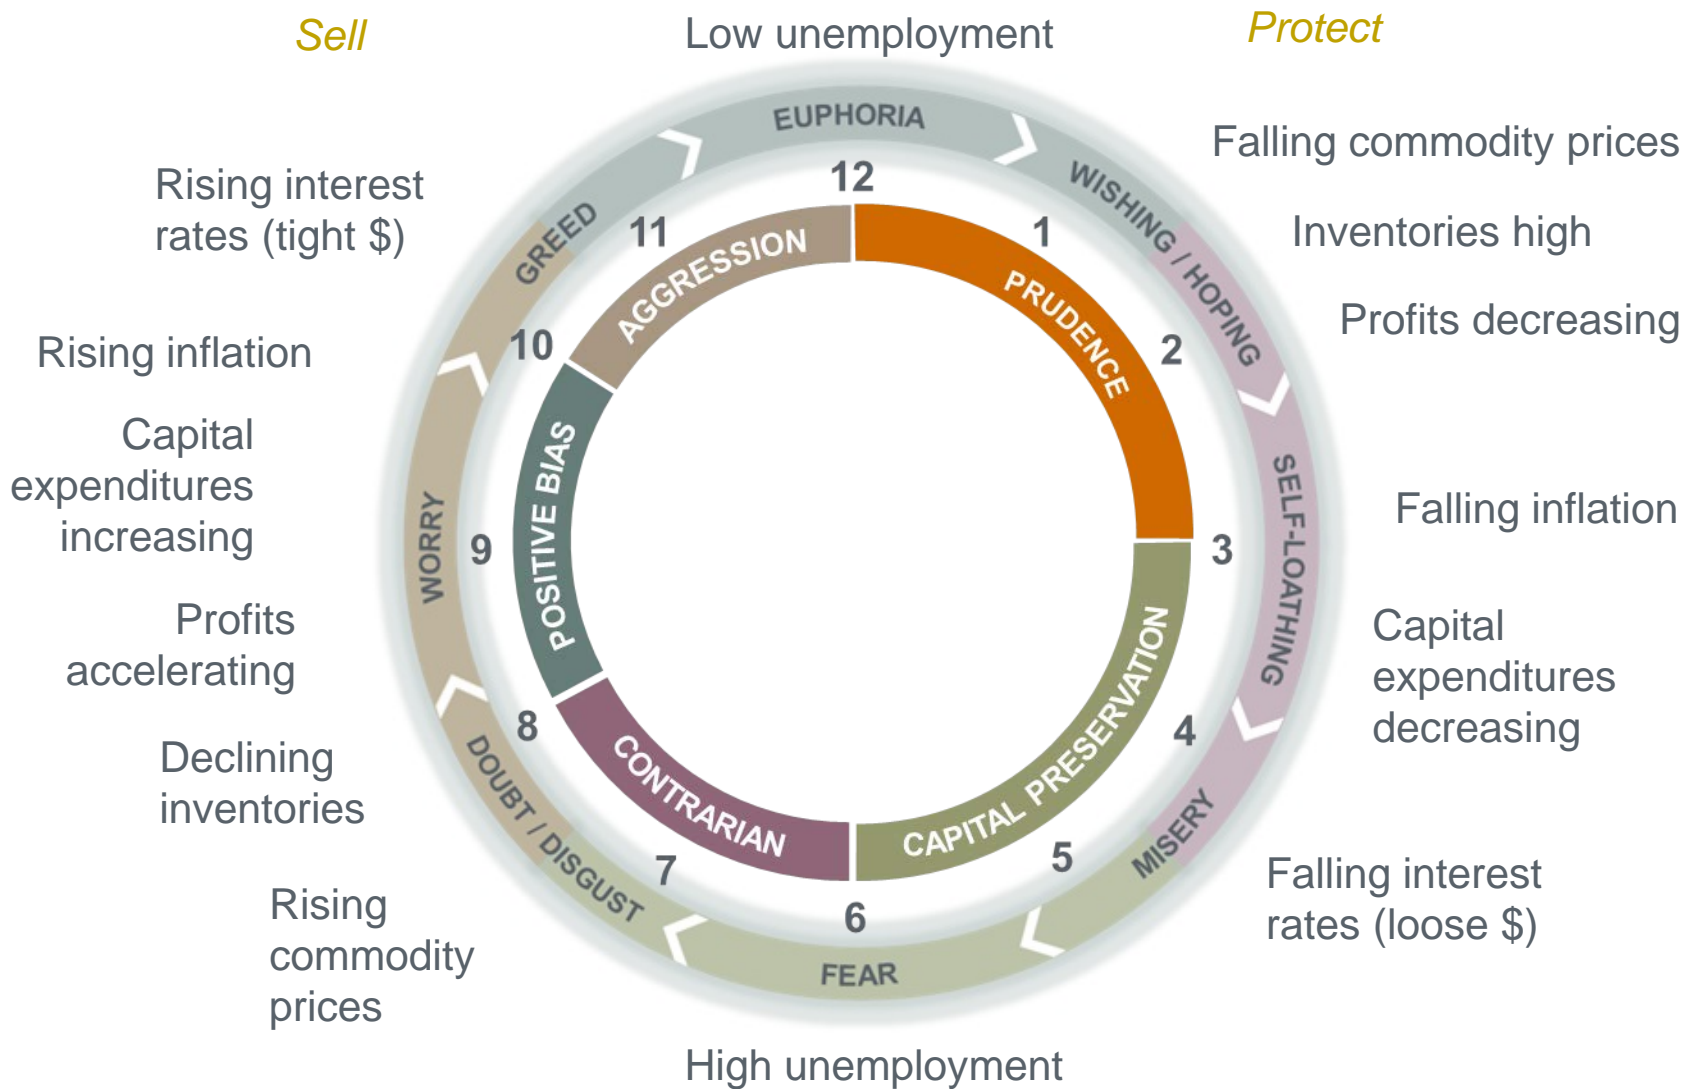 Sell
Low unemployment
Protect
EUPHORIA
Falling commodity prices
WISHING / HOPING
Inventories high
Profits decreasing
SELF-LOATHING
Falling inflation
Capital
expenditures
decreasing
MISERY
Falling interest
rates (loose $)
FEAR
High unemployment
DOUBT / DISGUST
Rising
commodity
prices
Declining
inventories
Profits
accelerating
WORRY
Capital
expenditures
increasing
Rising inflation
GREED
Rising interest
rates (tight $)
12
1
2
3
4
5
6
7
8
9
10
11
PRUDENCE
CAPITAL PRESERVATION
CONTRARIAN
POSITIVE BIAS
AGGRESSION